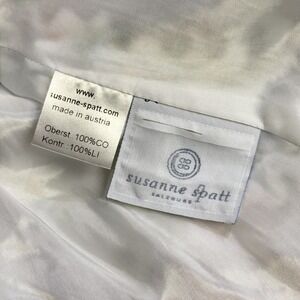 www.
susanne-spatt.com
made in austria
Oberst. 100%CO
Kontr. 100%LI
susanne spatt
SALZBURG